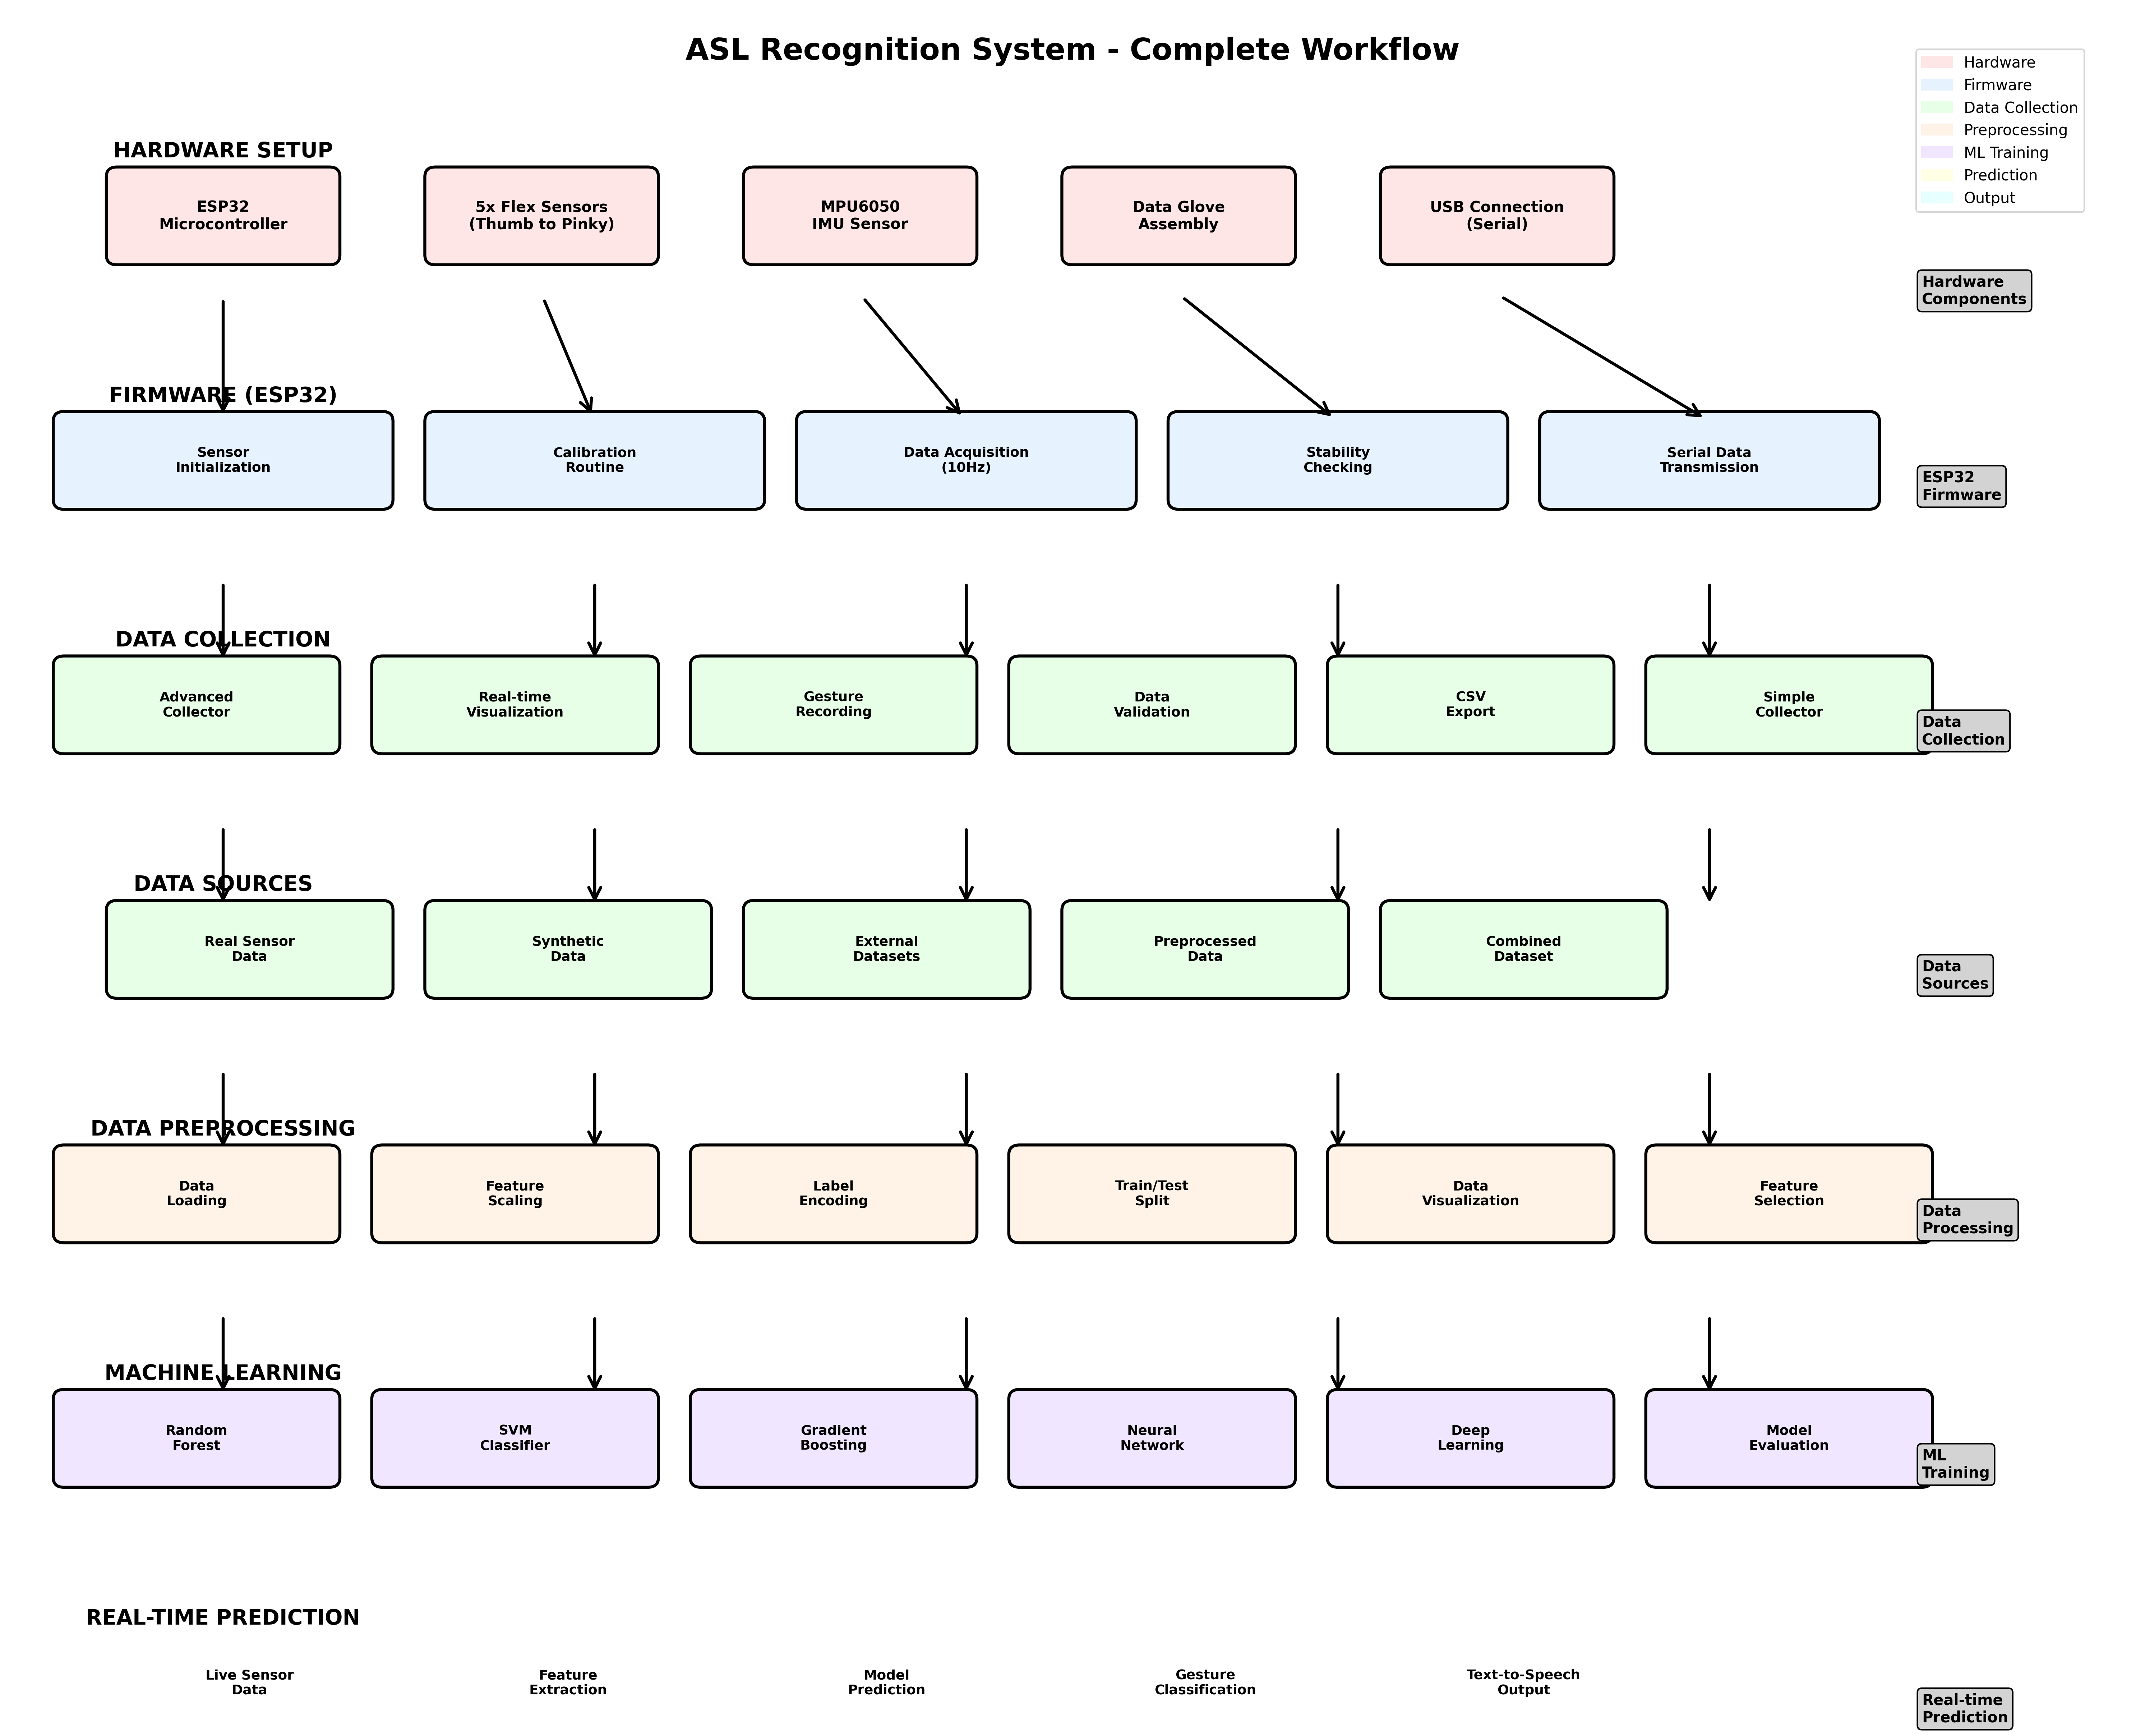 ASL Recognition System - Complete Workflow
Hardware
Firmware
Data Collection
Preprocessing
ML Training
Prediction
Output
HARDWARE SETUP
ESP32
Microcontroller
5x Flex Sensors
(Thumb to Pinky)
MPU6050
IMU Sensor
Data Glove
Assembly
USB Connection
(Serial)
Hardware
Components
FIRMWARE (ESP32)
Sensor
Initialization
Calibration
Routine
Data Acquisition
(10Hz)
Stability
Checking
Serial Data
Transmission
ESP32
Firmware
DATA COLLECTION
Advanced
Collector
Real-time
Visualization
Gesture
Recording
Data
Validation
CSV
Export
Simple
Collector
Data
Collection
DATA SOURCES
Real Sensor
Data
Synthetic
Data
External
Datasets
Preprocessed
Data
Combined
Dataset
Data
Sources
DATA PREPROCESSING
Data
Loading
Feature
Scaling
Label
Encoding
Train/Test
Split
Data
Visualization
Feature
Selection
Data
Processing
MACHINE LEARNING
Random
Forest
SVM
Classifier
Gradient
Boosting
Neural
Network
Deep
Learning
Model
Evaluation
ML
Training
REAL-TIME PREDICTION
Live Sensor
Data
Feature
Extraction
Model
Prediction
Gesture
Classification
Text-to-Speech
Output
Real-time
Prediction